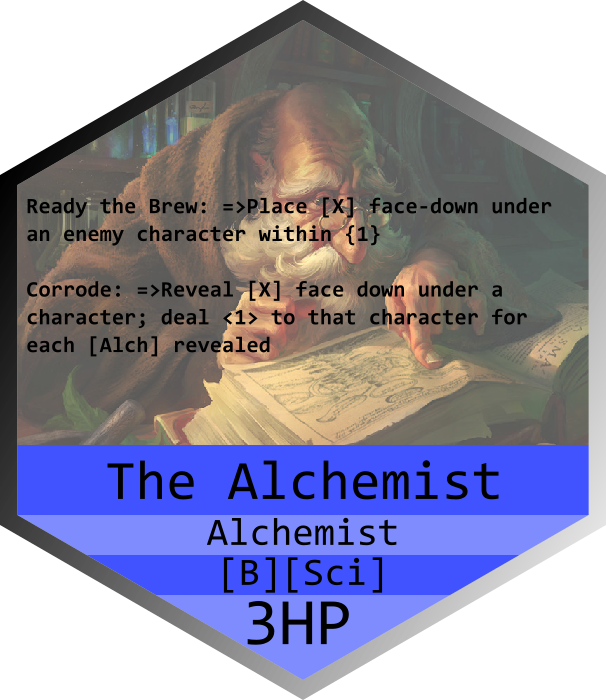 Ready the Brew: =>Place [X] face-down under
an enemy character within {1}
Corrode: =>Reveal [X] face down under a
character; deal <1> to that character for
each [Alch] revealed
The Alchemist
Alchemist
[B][Sci]
3HP